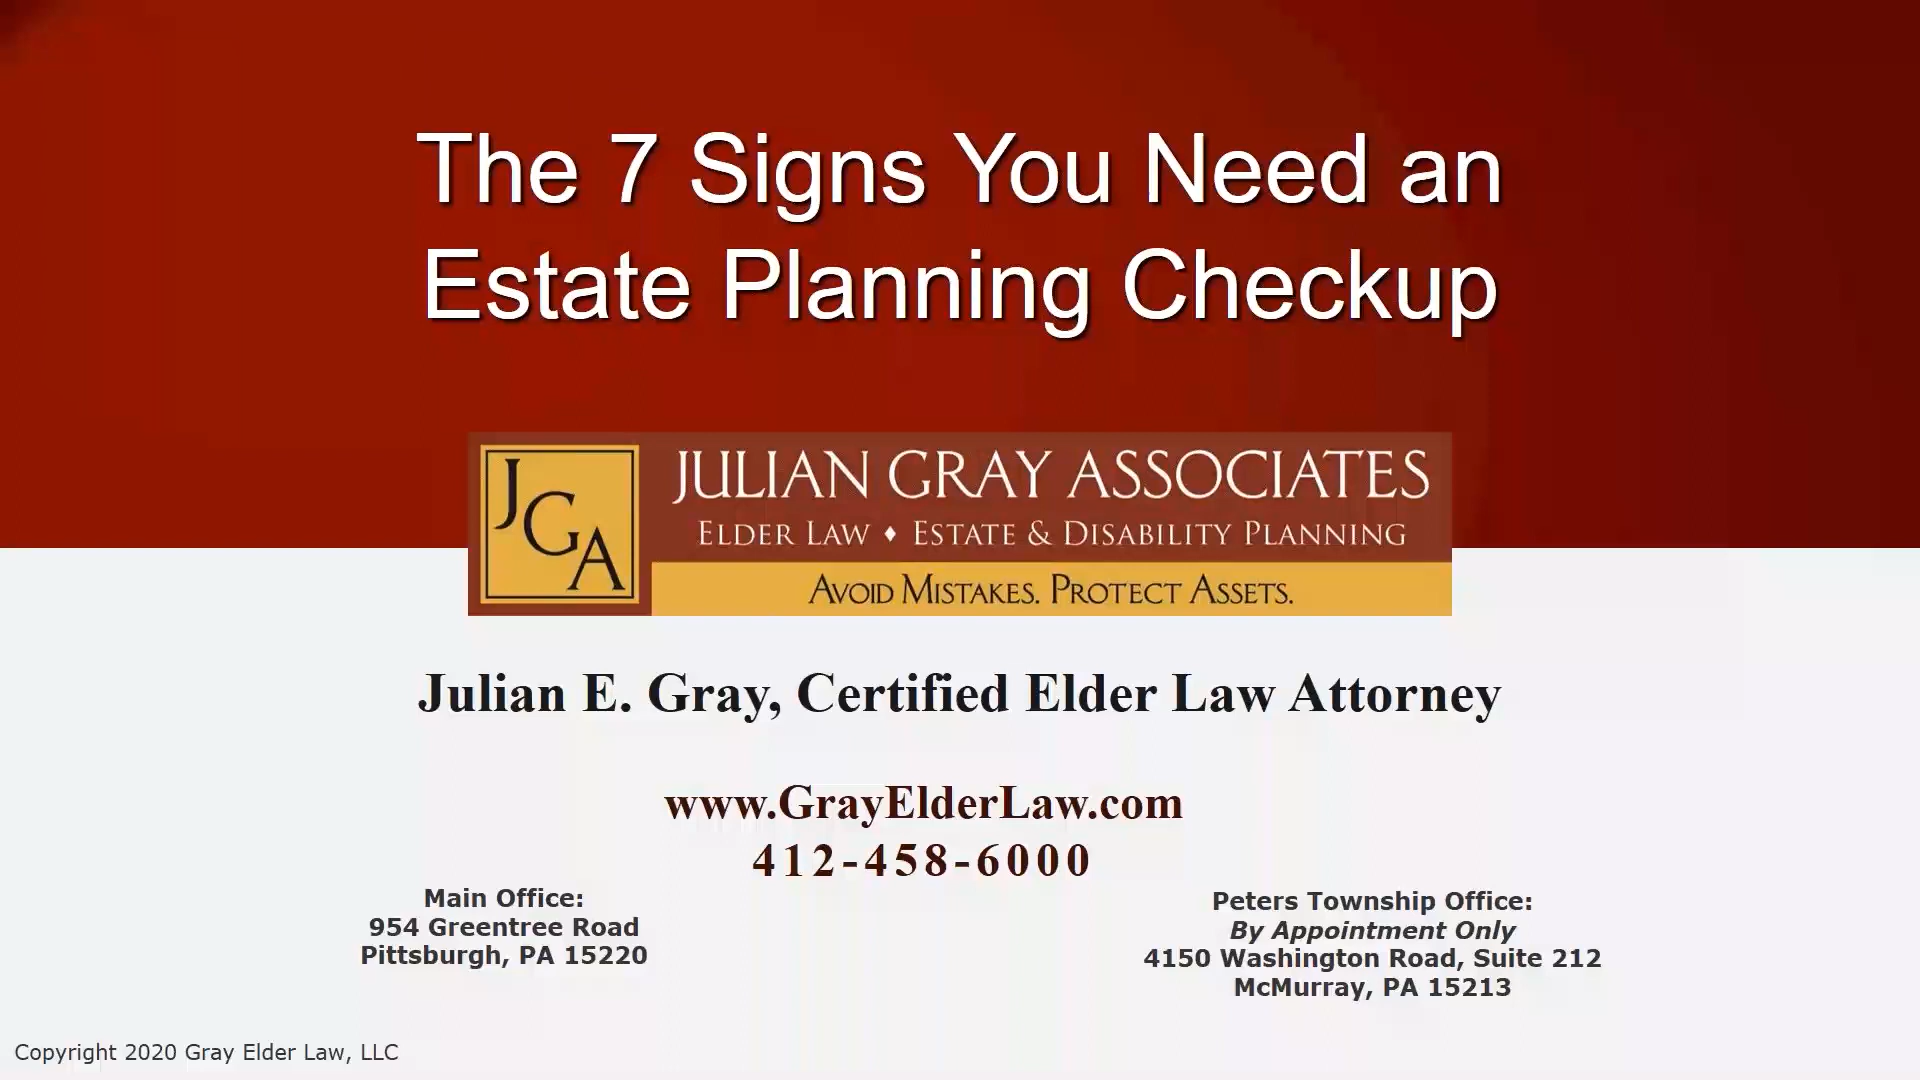 The 7 Signs You Need an
Estate Planning Checkup
JGA
JULIAN GRAY ASSOCIATES
ELDER LAW ♦ ESTATE & DISABILITY PLANNING
AVOID MISTAKES. PROTECT ASSETS.
Julian E. Gray, Certified Elder Law Attorney
www.GrayElderLaw.com
412-458-6000
Main Office:
954 Greentree Road
Pittsburgh, PA 15220
Peters Township Office:
By Appointment Only
4150 Washington Road, Suite 212
McMurray, PA 15213
Copyright 2020 Gray Elder Law, LLC